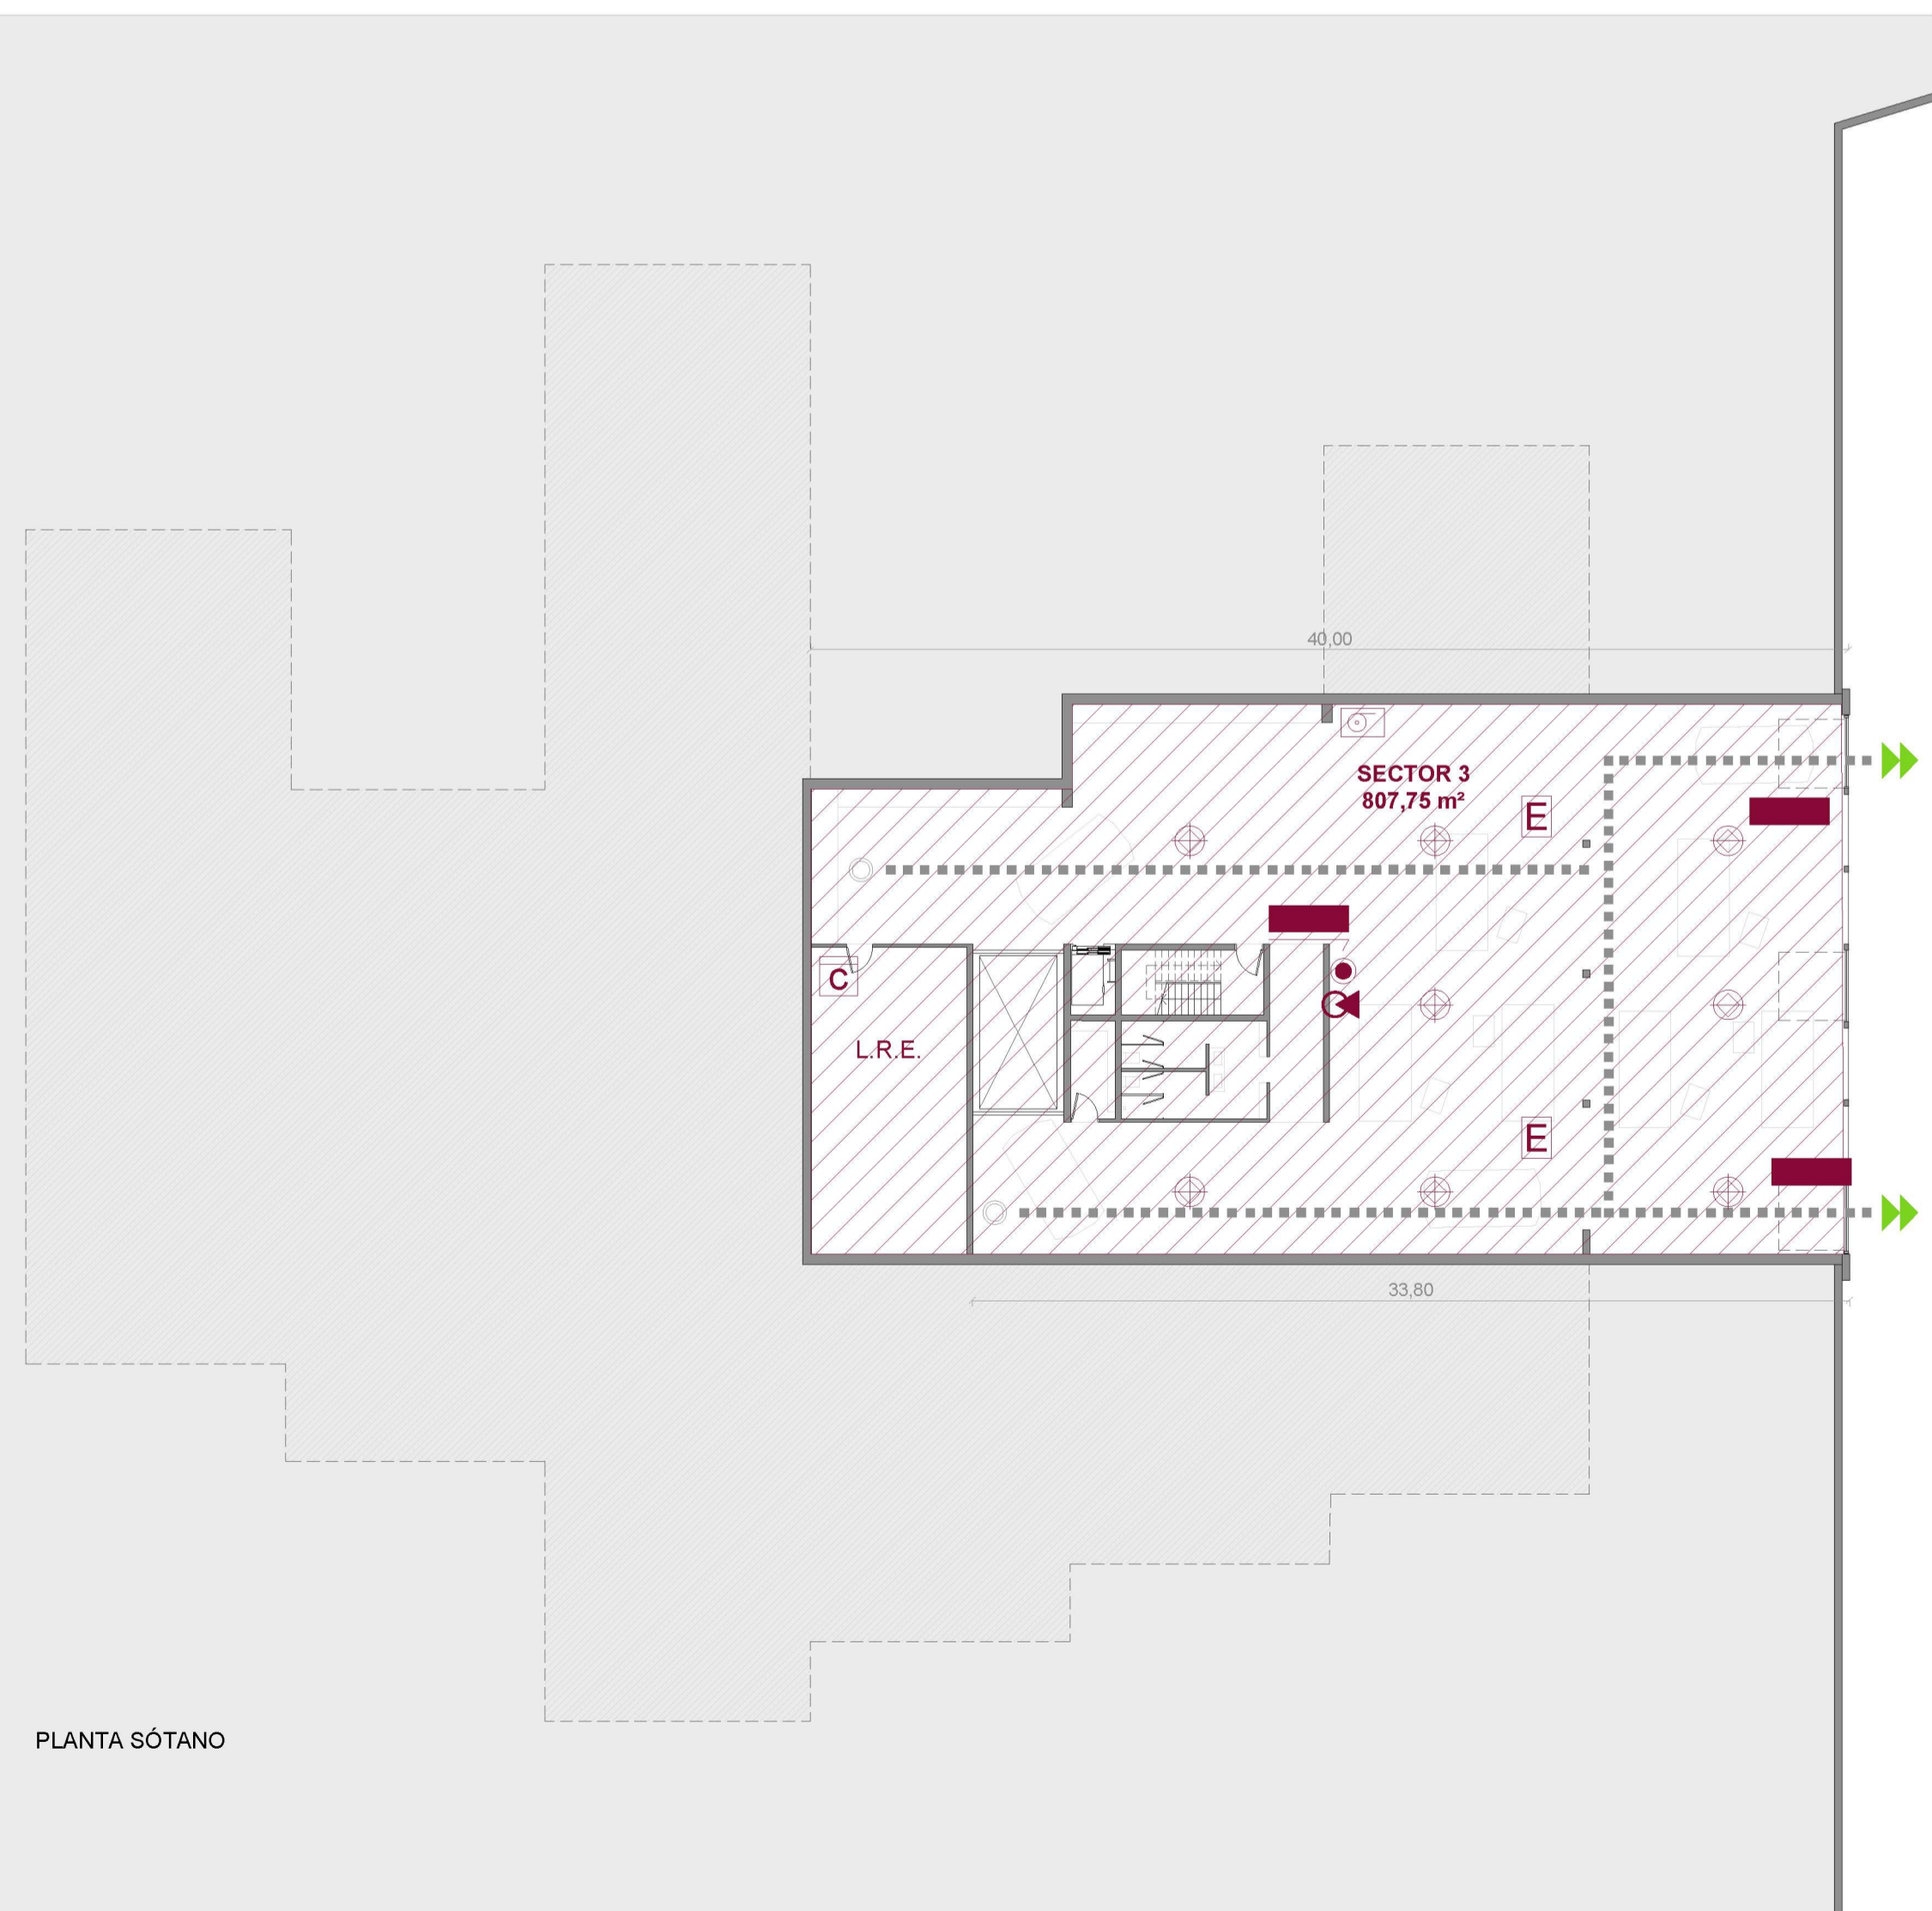 40,00
SECTOR 3
807,75 m²
E
C
L.R.E.
E
33,80
PLANTA SÓTANO